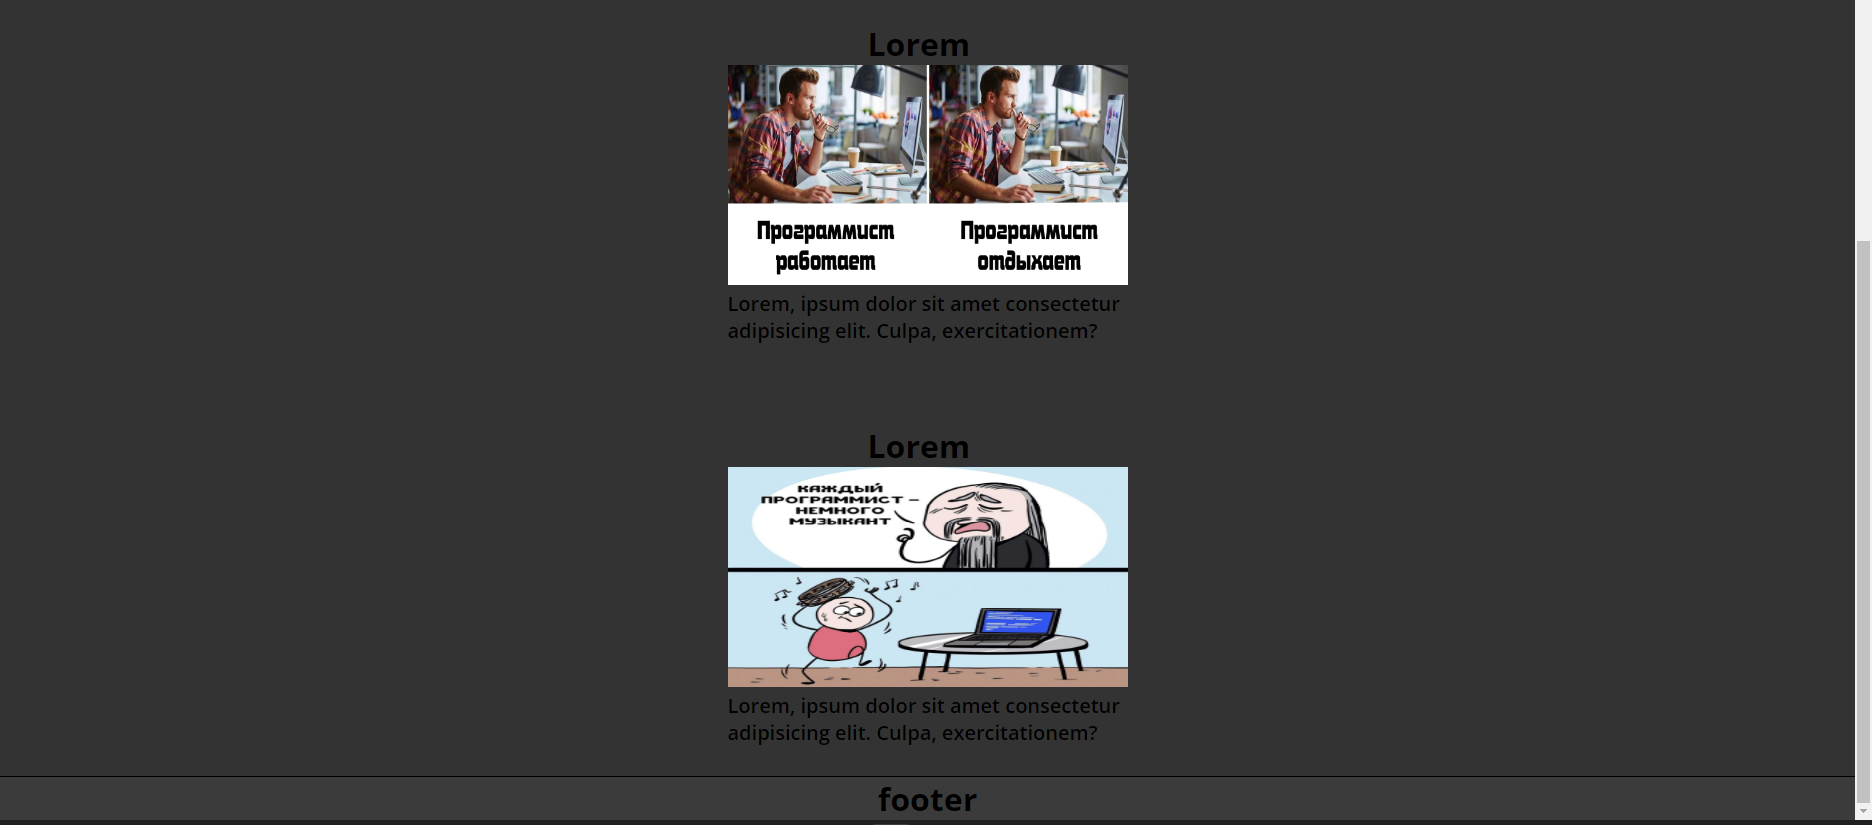 Lorem
Программист Программист
работает отдыхает
Lorem, ipsum dolor sit amet consectetur
adipisicing elit. Culpa, exercitationem?
Lorem
КАЖДЫЙ
ПРОГРАММИСТ –
НЕМНОГО
МУЗЫКАНТ
Lorem, ipsum dolor sit amet consectetur
adipisicing elit. Culpa, exercitationem?
footer